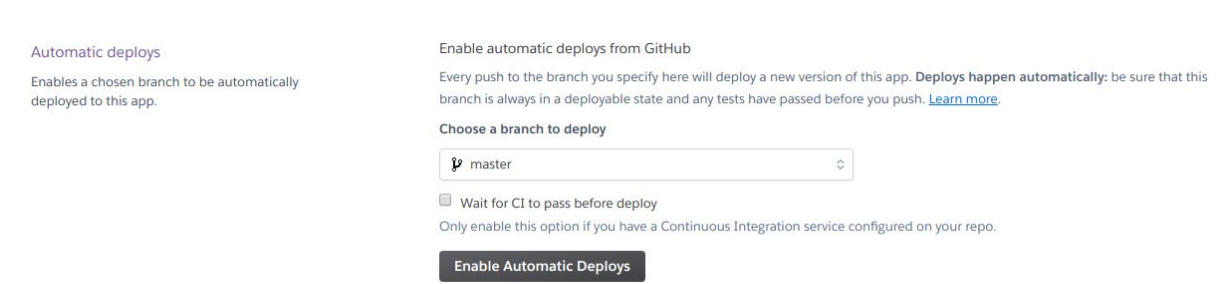 Automatic deploys
Enables a chosen branch to be automatically
deployed to this app.
Enable automatic deploys from GitHub
Every push to the branch you specify here will deploy a new version of this app. Deploys happen automatically: be sure that this
branch is always in a deployable state and any tests have passed before you push. Learn more.
Choose a branch to deploy
master
Wait for CI to pass before deploy
Only enable this option if you have a Continuous Integration service configured on your repo.
Enable Automatic Deploys